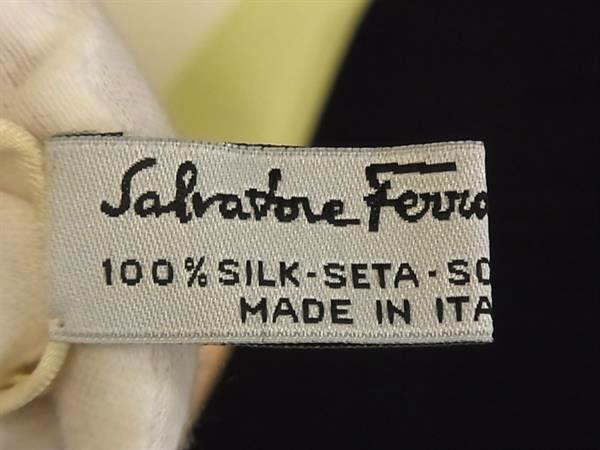 Salvatore Ferra
100% SILK-SETA-SO
MADE IN ITA